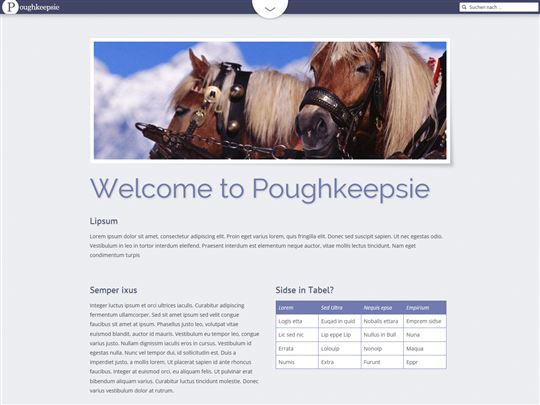 Poughkeepsie
Suchen nach ...
Welcome to Poughkeepsie
Lipsum
Lorem ipsum dolor sit amet, consectetur adipiscing elit. Proin eget varius lorem, quis fringilla elit. Donec sed suscipit sapien. Ut nec egestas odio.
Vestibulum in leo in tortor interdum eleifend. Praesent interdum est elementum neque auctor, vitae mollis lectus tincidunt. Nam eget
condimentum turpis
Semper ixus
Integer luctus ipsum et orci ultrices iaculis. Curabitur adipiscing
fermentum ullamcorper. Sed sit amet ipsum sed velit congue
faucibus sit amet at ipsum. Phasellus justo leo, volutpat vitae
euismod blandit, auctor id mauris. Vestibulum eu tempor leo, congue
varius justo. Nullam dignissim iaculis eros in cursus. Vestibulum id
egestas nulla. Nunc vel tempor dui, id sollicitudin est. Duis a
imperdiet justo, a mollis lorem. Ut placerat sapien id ante rhoncus
faucibus. Integer at euismod orci, eu aliquam felis. Ut pulvinar erat
bibendum aliquam varius. Curabitur luctus tincidunt molestie. Donec
varius vestibulum dolor at rutrum.
Sidse in Tabel?
Lorem Sed Ultra Nequis epse Empirium
Logis etta Euqad in quid Nobalis ettara Emprom sidse
Lic sed nic Lip eppe Lip Nullus in Bull Nuna
Errata Lolouip Nonoip Maqua
Numis Extra Furunt Eppr